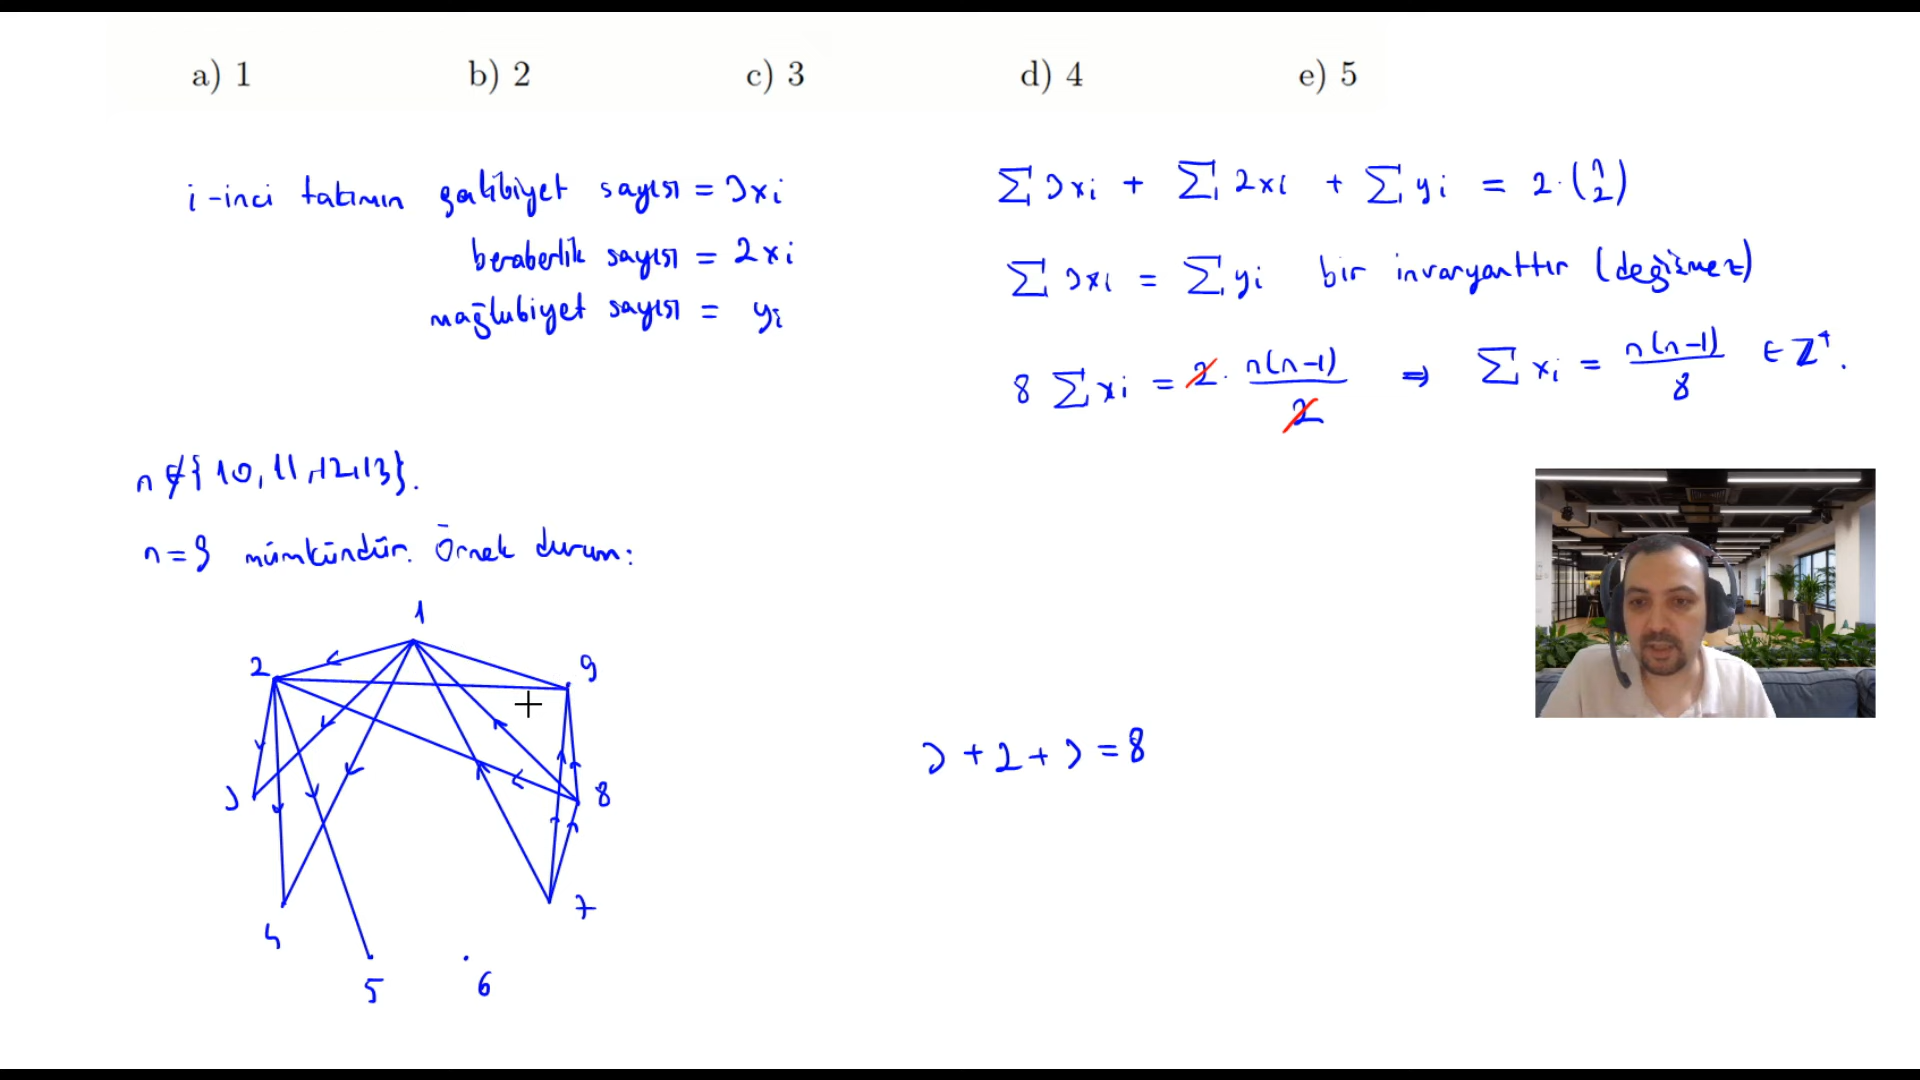 a) 1 b) 2 c) 3 d) 4 e) 5
i-inci takımın galibiyet sayısı = 3xi
beraberlik sayısı = 2xi
mağlubiyet sayısı = yi
∑ 3xi + ∑ 2xi + ∑ yi = 2·(n 2)
∑ 3xi = ∑ yi bir invaryanttır (değişmez)
8 ∑ xi = 2 · n(n-1)/2 ⇒ ∑ xi = n(n-1)/8 ∈ Z⁺.
n ∉ {10, 11, 12, 13}.
n = 9 mümkündür. Örnek durum:
1
2
9
3
8
4
7
5
6
3 + 2 + 3 = 8